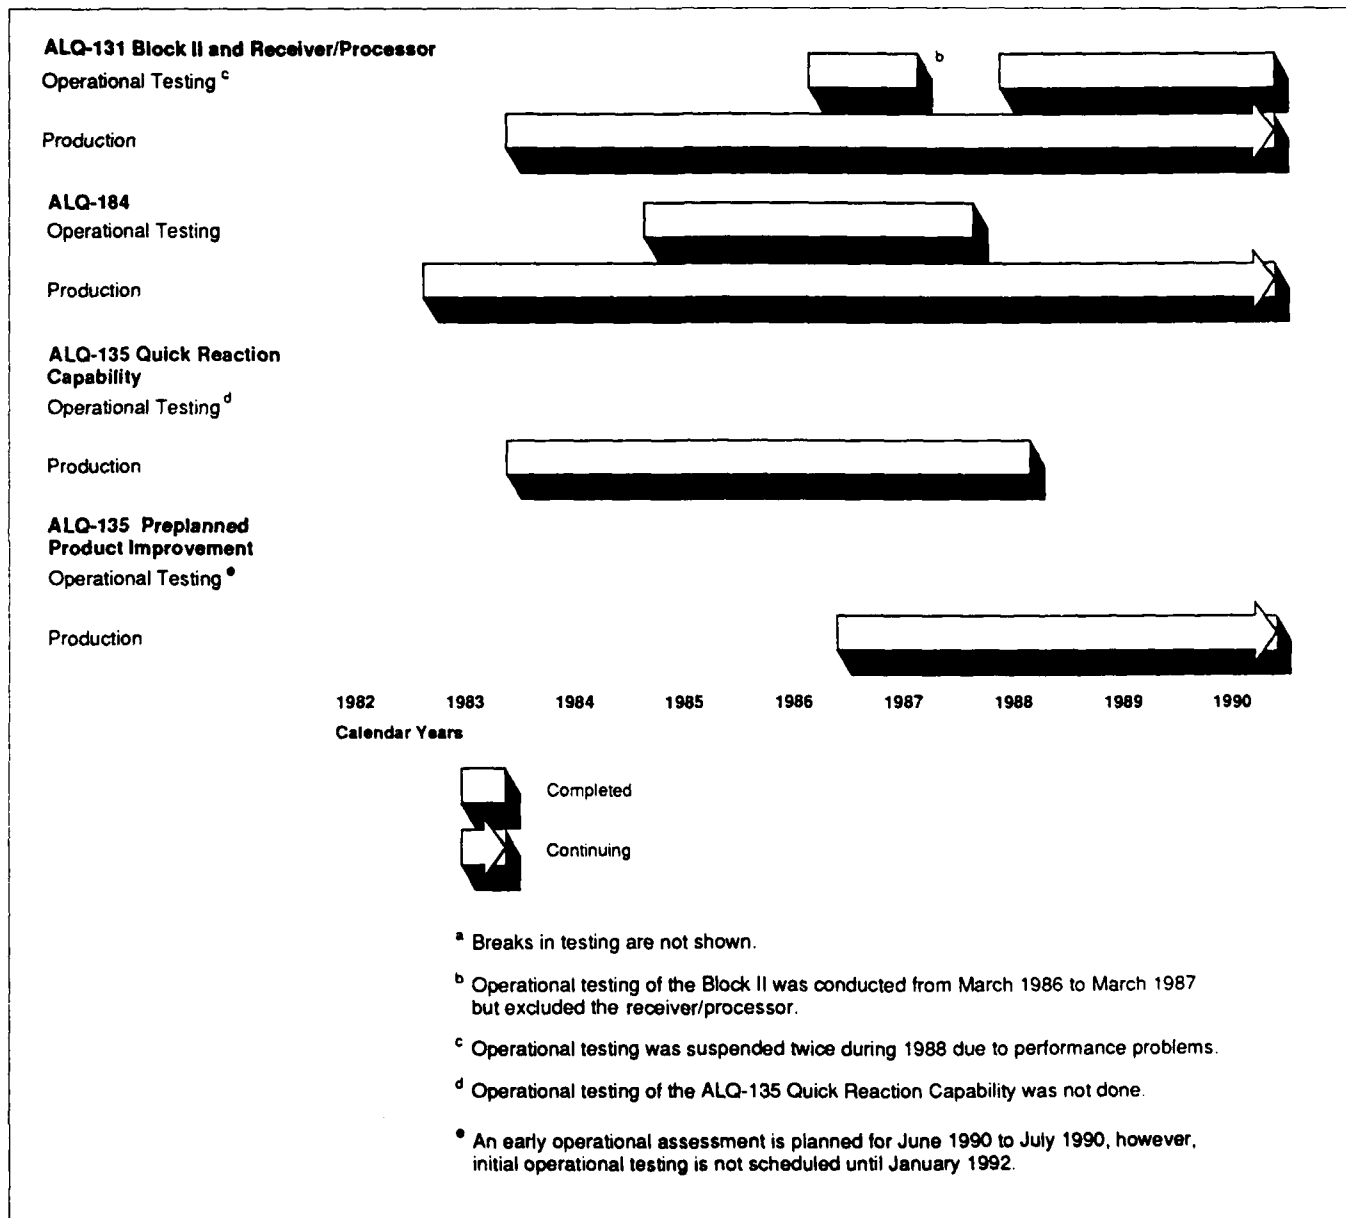 ALQ-131 Block II and Receiver/Processor
Operational Testing c
b
Production
ALQ-184
Operational Testing
Production
ALQ-135 Quick Reaction
Capability
Operational Testing d
Production
ALQ-135 Preplanned
Product Improvement
Operational Testing e
Production
1982 1983 1984 1985 1986 1987 1988 1989 1990
Calendar Years
Completed
Continuing
a Breaks in testing are not shown.
b Operational testing of the Block II was conducted from March 1986 to March 1987
but excluded the receiver/processor.
c Operational testing was suspended twice during 1988 due to performance problems.
d Operational testing of the ALQ-135 Quick Reaction Capability was not done.
e An early operational assessment is planned for June 1990 to July 1990, however,
initial operational testing is not scheduled until January 1992.